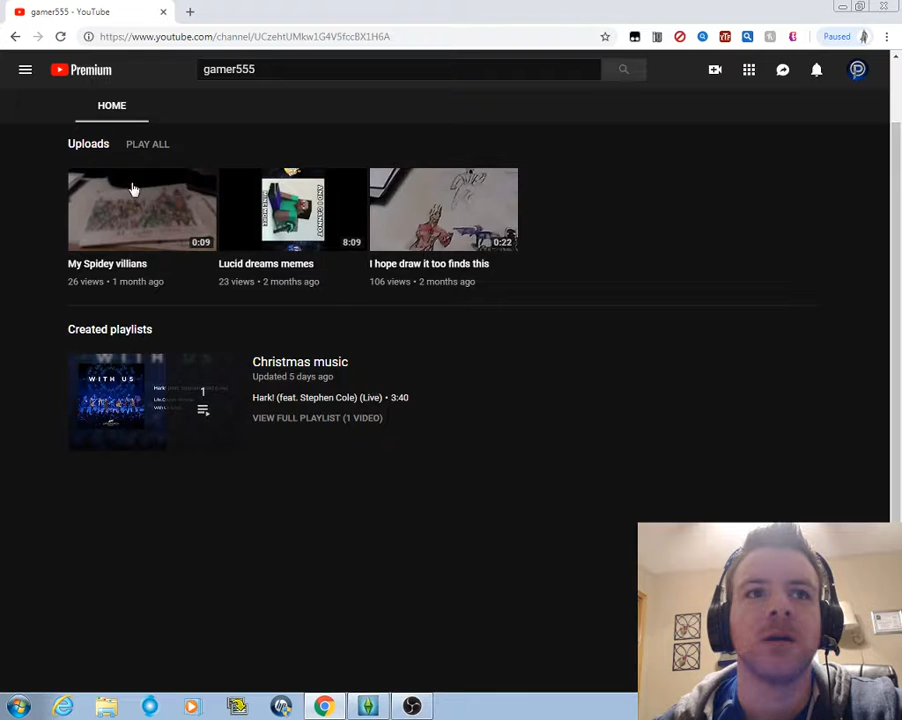 gamer555 - YouTube
https://www.youtube.com/channel/UCzehtUMkw1G4V5fccBX1H6A
Paused
Premium
gamer555
HOME
Uploads
PLAY ALL
AND I CANNOT
0:09
8:09
0:22
My Spidey villians
Lucid dreams memes
I hope draw it too finds this
26 views • 1 month ago
23 views • 2 months ago
106 views • 2 months ago
Created playlists
WITH US
1
Christmas music
Updated 5 days ago
Hark! (feat. Stephen Cole) (Live) • 3:40
VIEW FULL PLAYLIST (1 VIDEO)